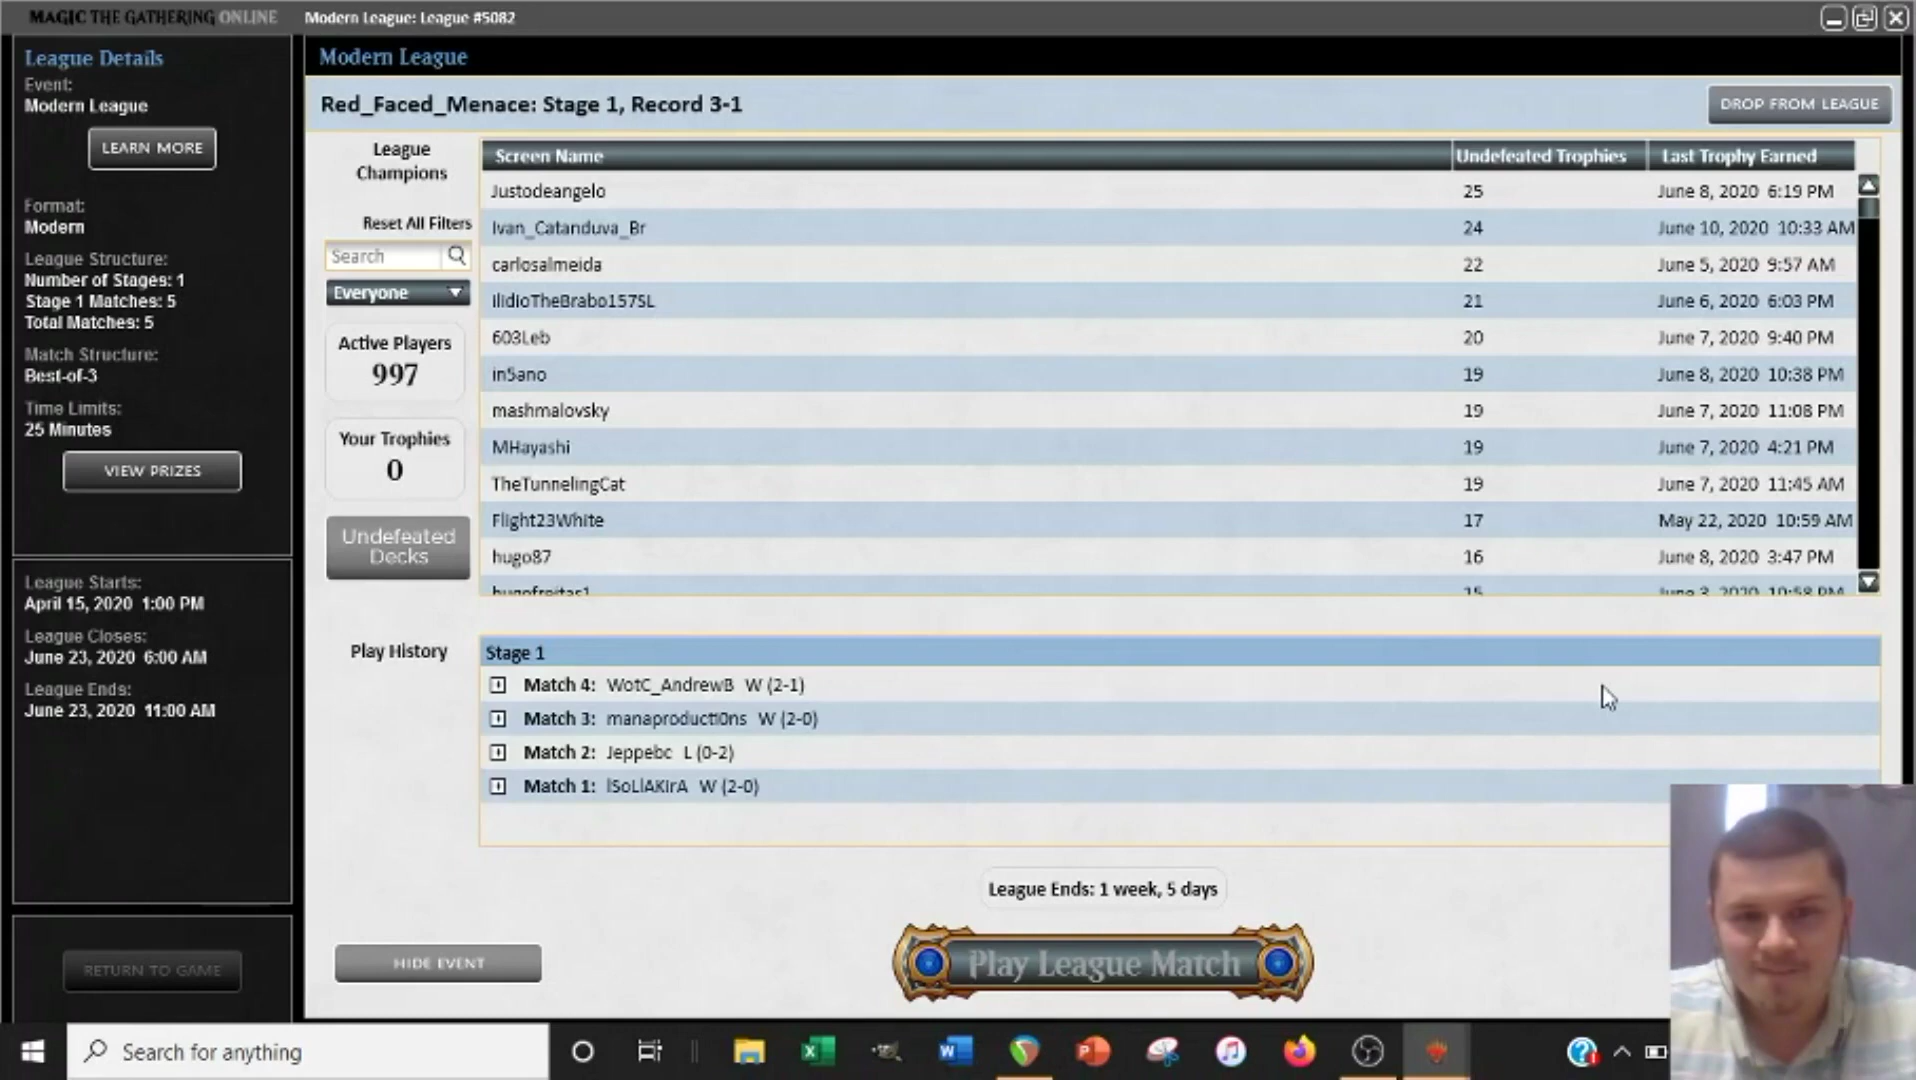 MAGIC THE GATHERING ONLINE
Modern League: League #5082
League Details
Event:
Modern League
LEARN MORE
Format:
Modern
League Structure:
Number of Stages: 1
Stage 1 Matches: 5
Total Matches: 5
Match Structure:
Best-of-3
Time Limits:
25 Minutes
VIEW PRIZES
League Starts:
April 15, 2020 1:00 PM
League Closes:
June 23, 2020 6:00 AM
League Ends:
June 23, 2020 11:00 AM
RETURN TO GAME
Modern League
Red_Faced_Menace: Stage 1, Record 3-1
DROP FROM LEAGUE
League
Champions
Reset All Filters
Search
Everyone
Active Players
997
Your Trophies
0
Undefeated
Decks
Screen Name Undefeated Trophies Last Trophy Earned
Justodeangelo 25 June 8, 2020 6:19 PM
Ivan_Catanduva_Br 24 June 10, 2020 10:33 AM
carlosalmeida 22 June 5, 2020 9:57 AM
ilidioTheBrabo157SL 21 June 6, 2020 6:03 PM
603Leb 20 June 7, 2020 9:40 PM
in5ano 19 June 8, 2020 10:38 PM
mashmalovsky 19 June 7, 2020 11:08 PM
MHayashi 19 June 7, 2020 4:21 PM
TheTunnelingCat 19 June 7, 2020 11:45 AM
Flight23White 17 May 22, 2020 10:59 AM
hugo87 16 June 8, 2020 3:47 PM
hugofreitas1 15 June 3, 2020 10:58 PM
Play History
Stage 1
Match 4: WotC_AndrewB W (2-1)
Match 3: manaproducti0ns W (2-0)
Match 2: Jeppebc L (0-2)
Match 1: lSoLlAKIrA W (2-0)
League Ends: 1 week, 5 days
HIDE EVENT
Play League Match
Search for anything